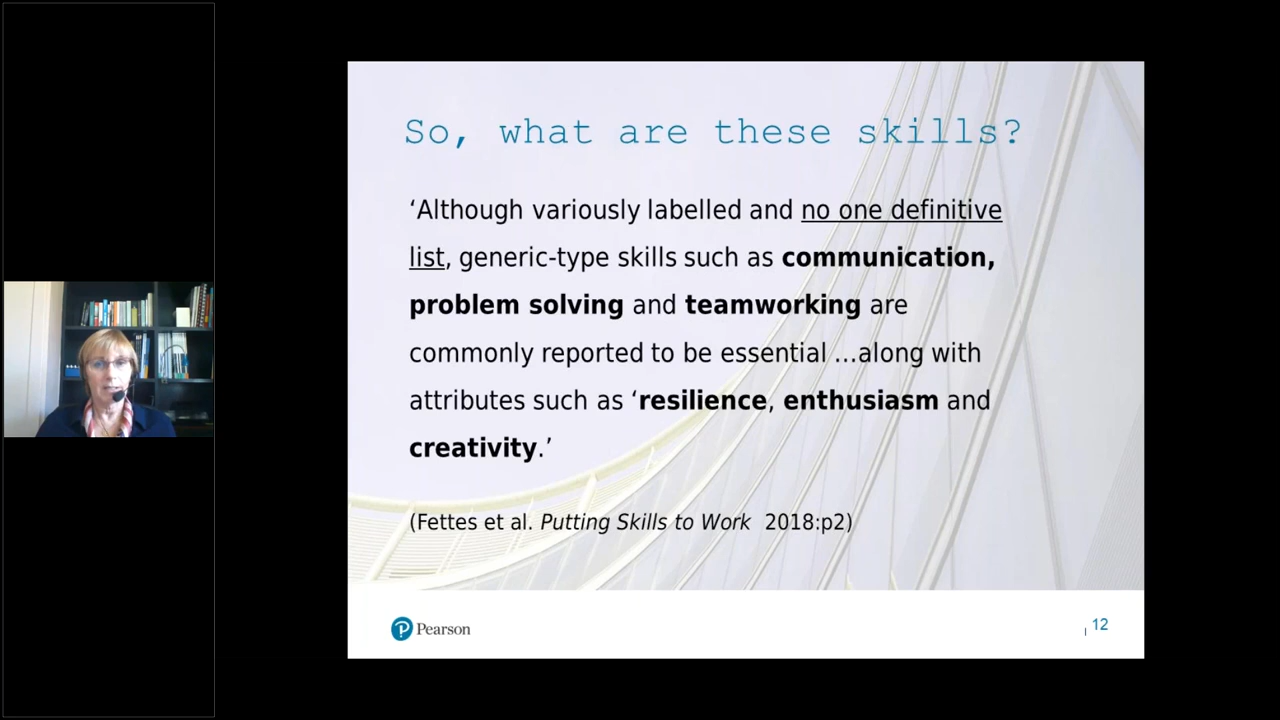 So, what are these skills?
‘Although variously labelled and no one definitive
list, generic-type skills such as communication,
problem solving and teamworking are
commonly reported to be essential …along with
attributes such as ‘resilience, enthusiasm and
creativity.’
(Fettes et al. Putting Skills to Work 2018:p2)
Pearson
12